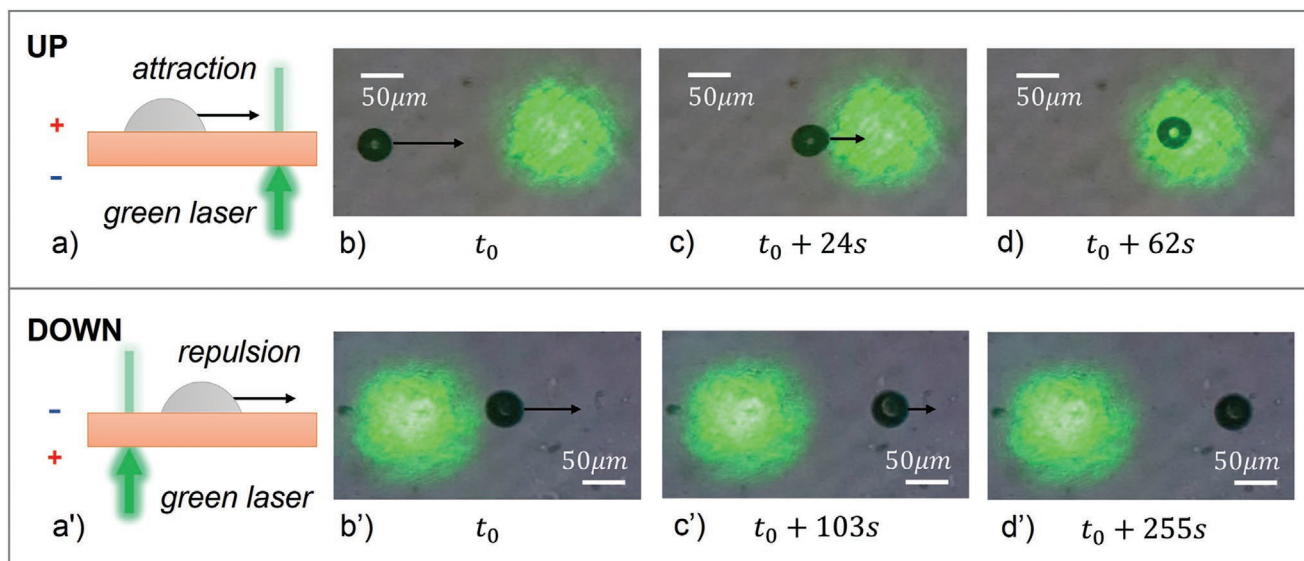 UP
attraction
+
−
green laser
a)
50μm
b)
t₀
50μm
c)
t₀ + 24s
50μm
d)
t₀ + 62s
DOWN
repulsion
−
+
green laser
a')
50μm
b')
t₀
50μm
c')
t₀ + 103s
50μm
d')
t₀ + 255s